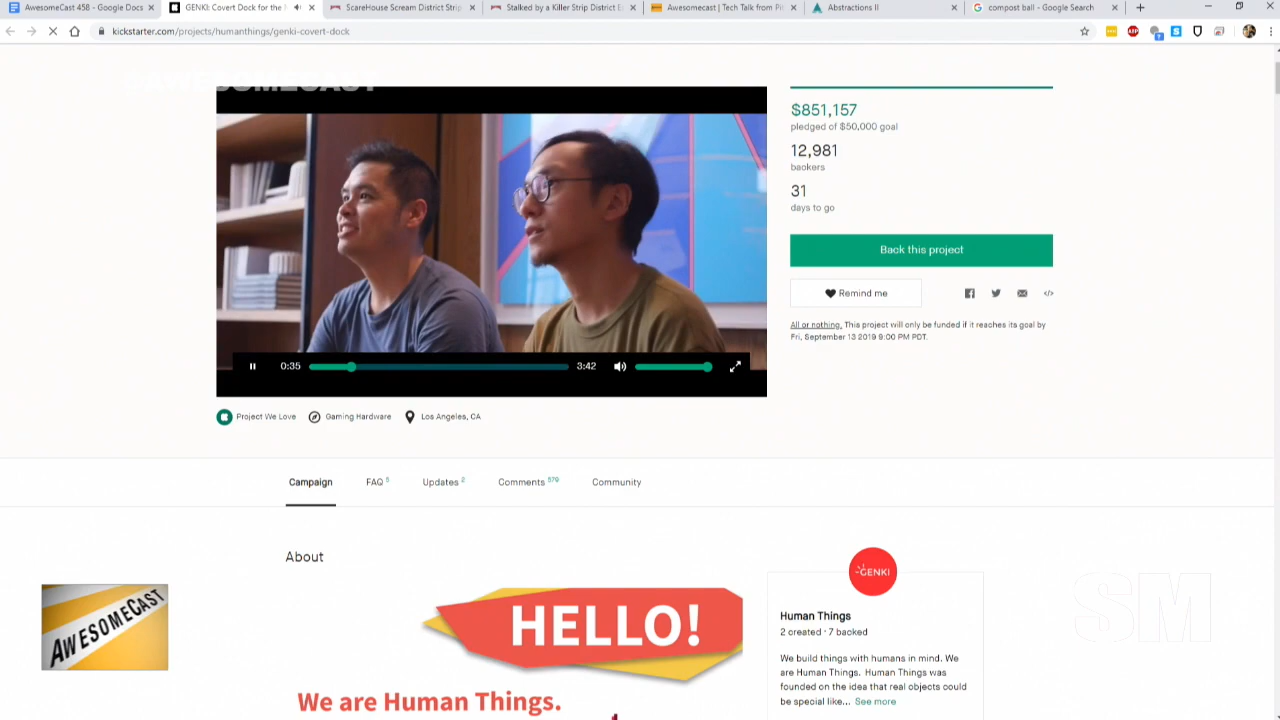 AwesomeCast 458 - Google Docs
GENKI: Covert Dock for the
ScareHouse Scream District Strip
Stalked by a Killer Strip District
Awesomecast | Tech Talk from Pi
Abstractions II
compost ball - Google Search
kickstarter.com/projects/humanthings/genki-covert-dock
@AWESOMECAST
$851,157
pledged of $50,000 goal
12,981
backers
31
days to go
Back this project
Remind me
All or nothing. This project will only be funded if it reaches its goal by
Fri, September 13 2019 9:00 PM PDT.
0:35
3:42
Project We Love
Gaming Hardware
Los Angeles, CA
Campaign
FAQ 5
Updates 2
Comments 579
Community
About
GENKI
HELLO!
Human Things
2 created · 7 backed
We build things with humans in mind. We
are Human Things. Human Things was
founded on the idea that real objects could
be special like... See more
We are Human Things.
AWESOMECAST
SM